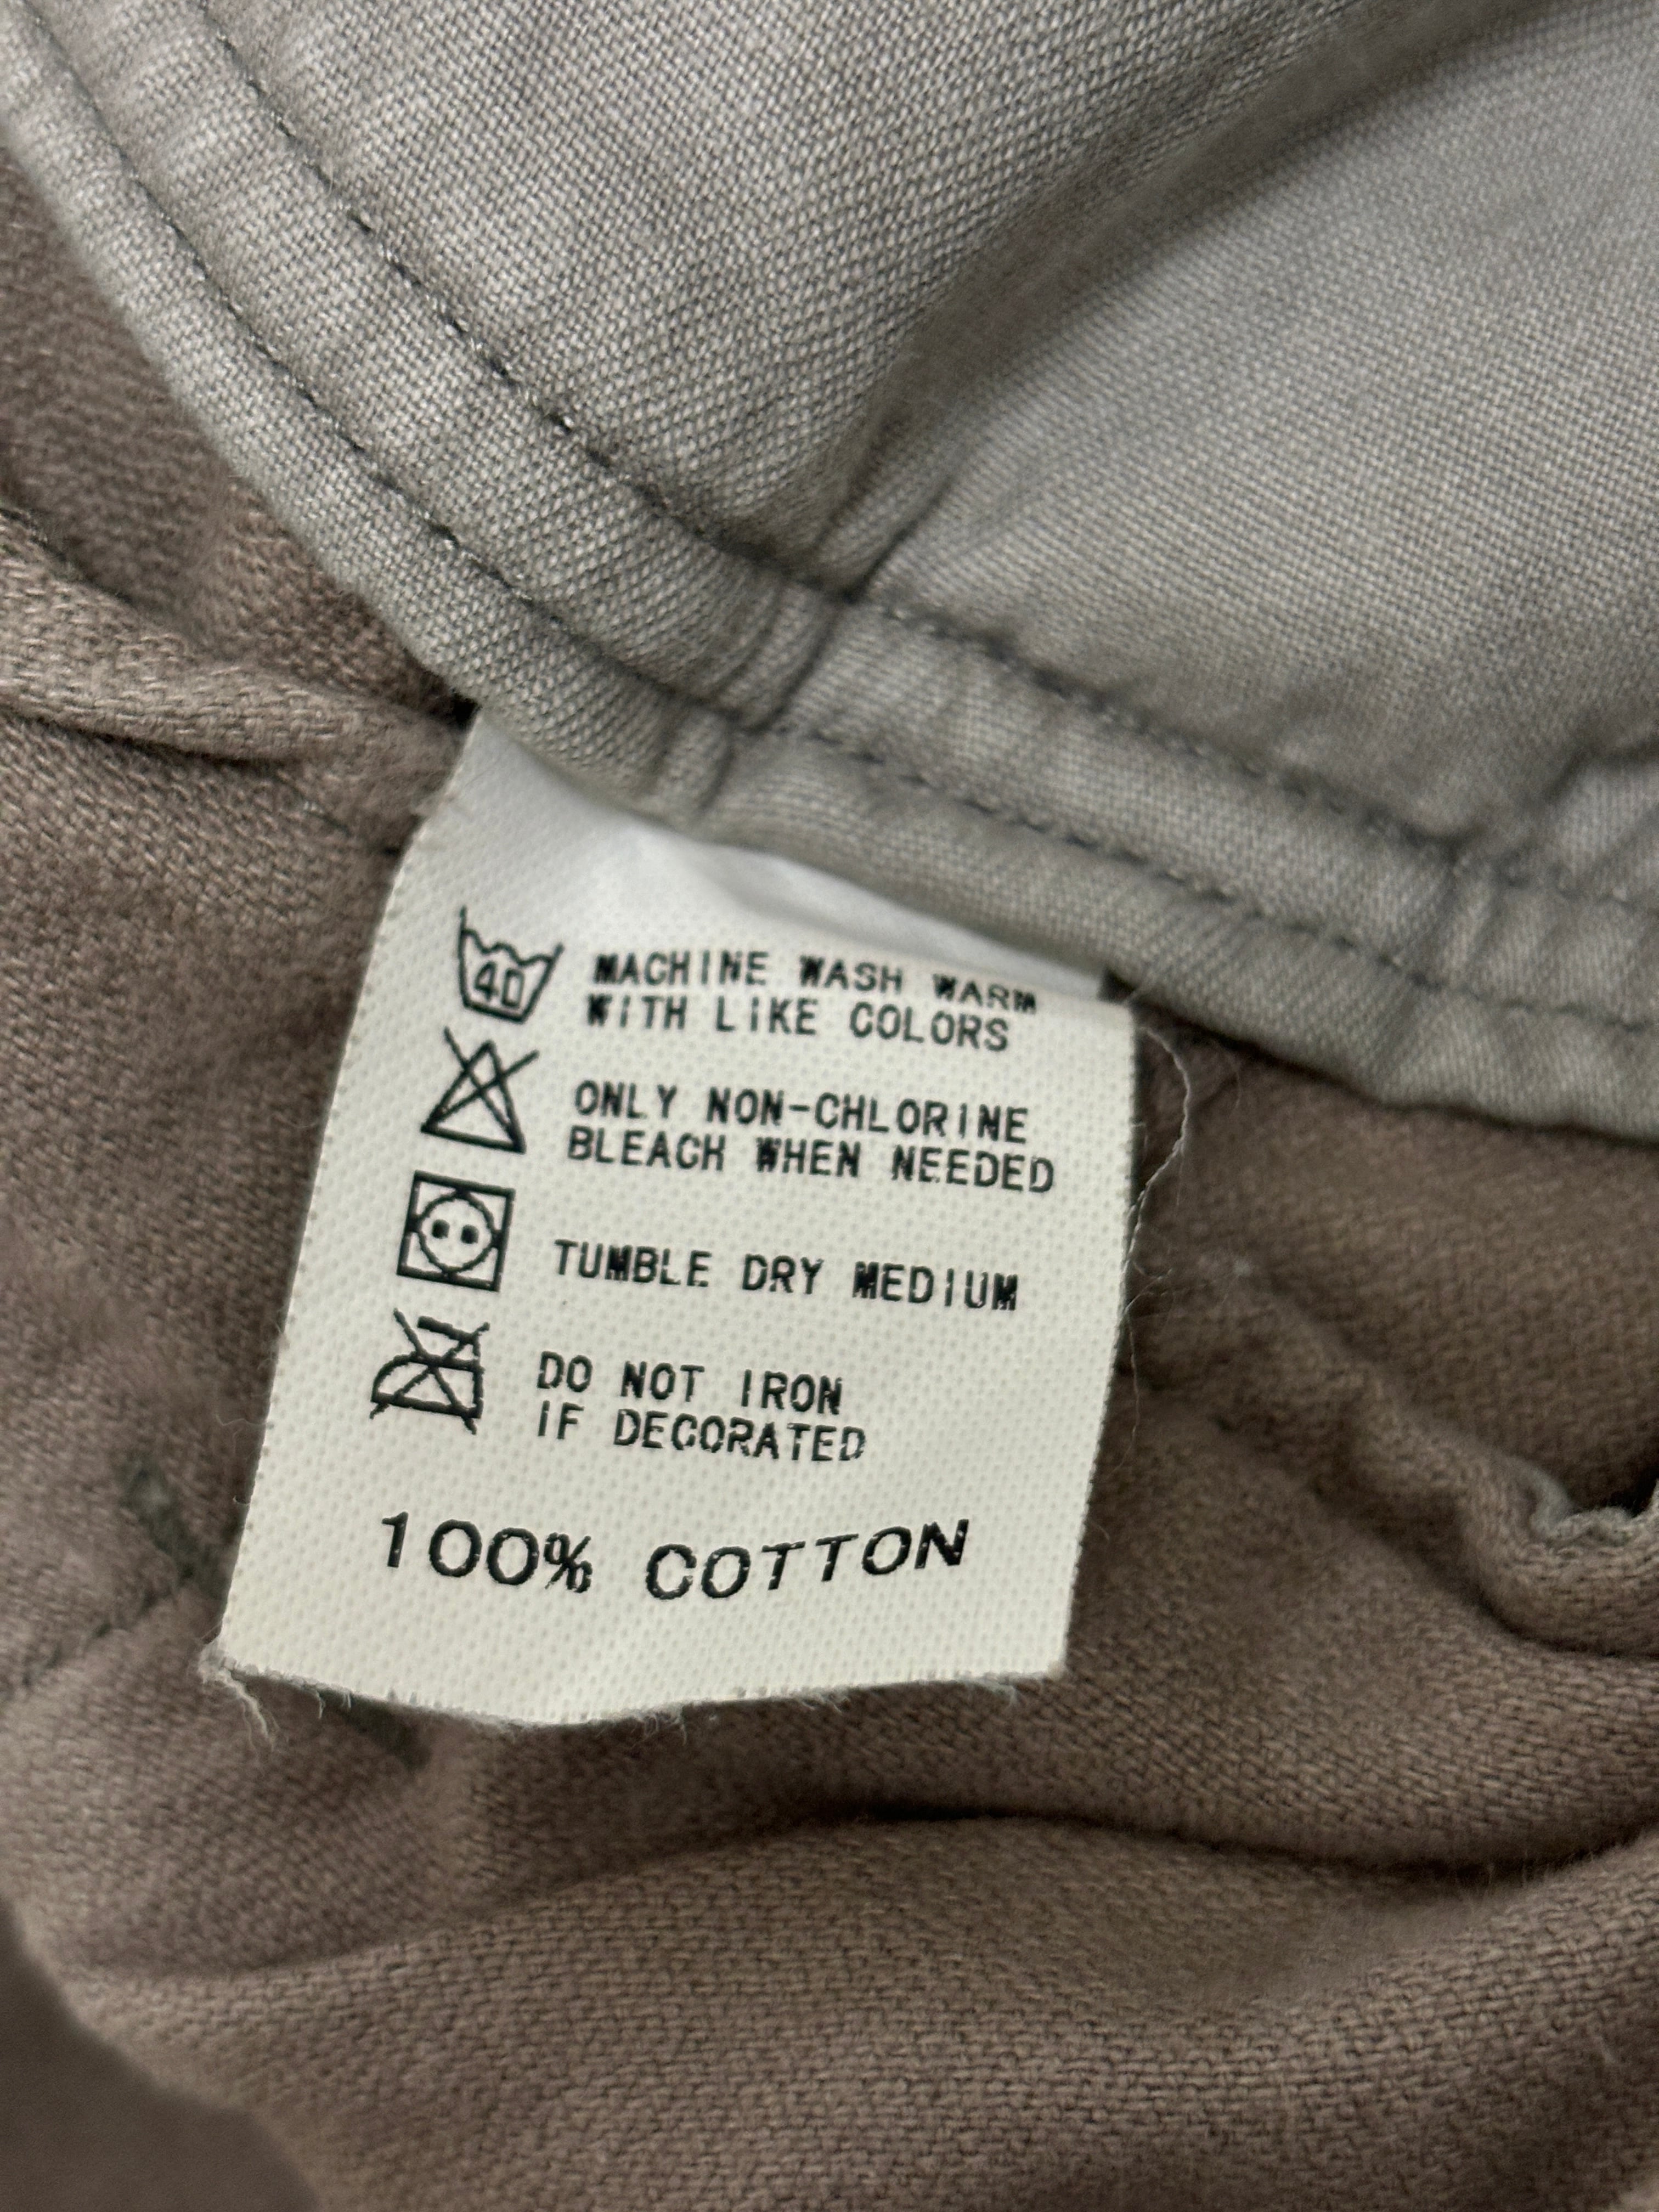 40 MACHINE WASH WARM
WITH LIKE COLORS
ONLY NON-CHLORINE
BLEACH WHEN NEEDED
TUMBLE DRY MEDIUM
DO NOT IRON
IF DECORATED
100% COTTON